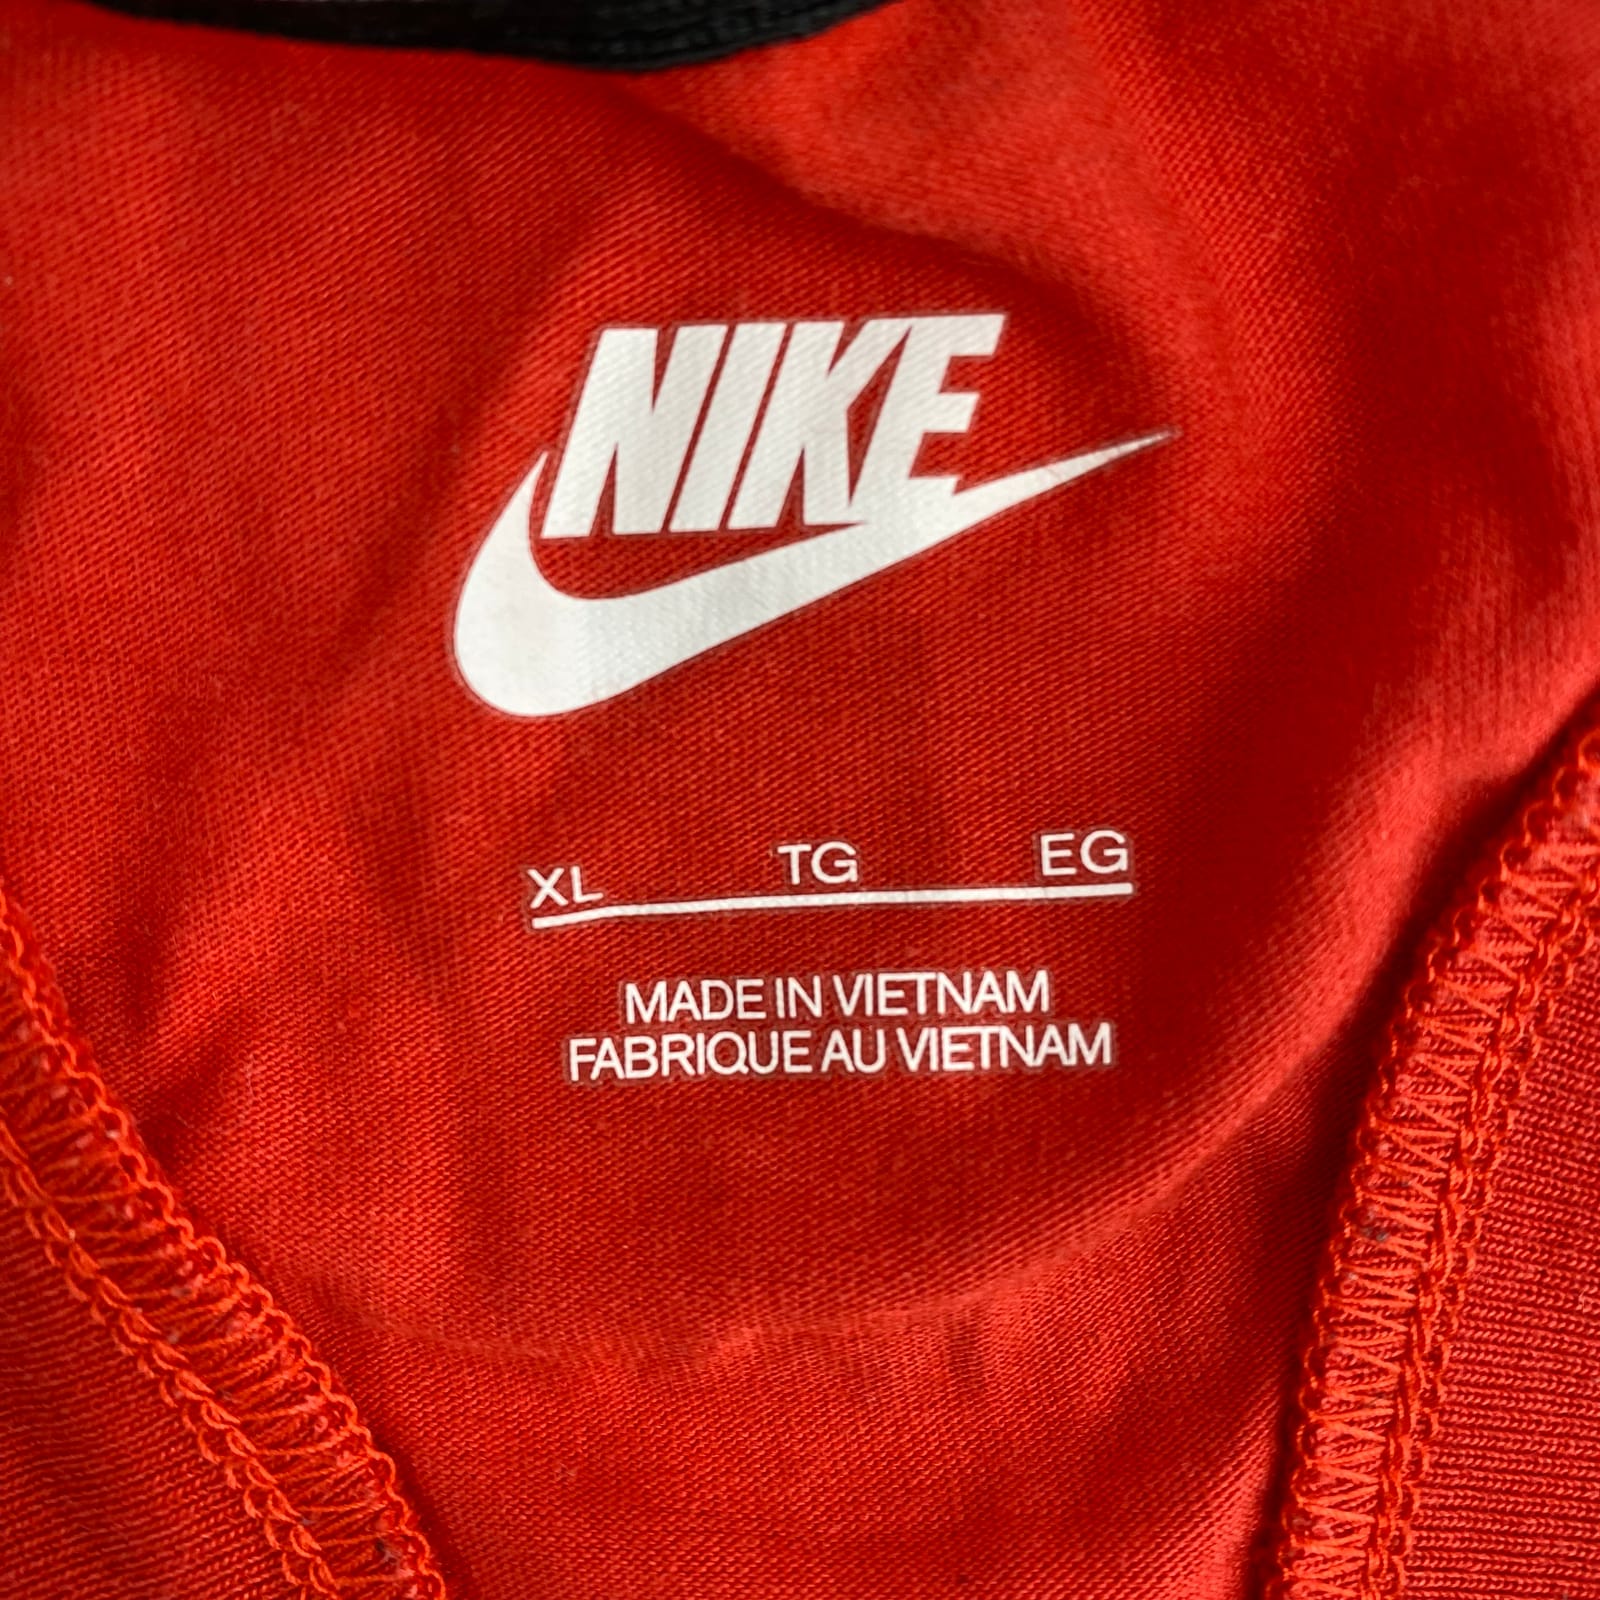 NIKE
XL TG EG
MADE IN VIETNAM
FABRIQUE AU VIETNAM